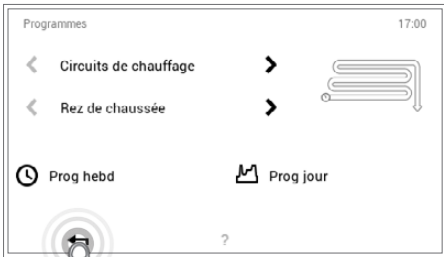 Programmes 17:00
Circuits de chauffage
Rez de chaussée
Prog hebd Prog jour
?